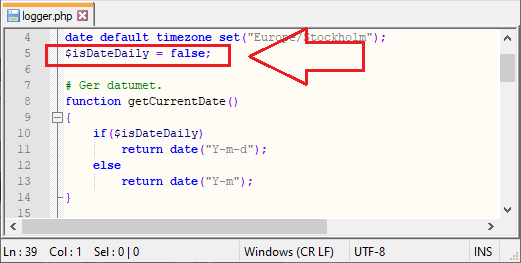 logger.php
4 date default timezone set("Europe/Stockholm");
5 $isDateDaily = false;
6
7 # Ger datumet.
8 function getCurrentDate()
9 {
10 if($isDateDaily)
11 return date("Y-m-d");
12 else
13 return date("Y-m");
14 }
15
Ln : 39 Col : 1 Sel : 0 | 0 Windows (CR LF) UTF-8 INS